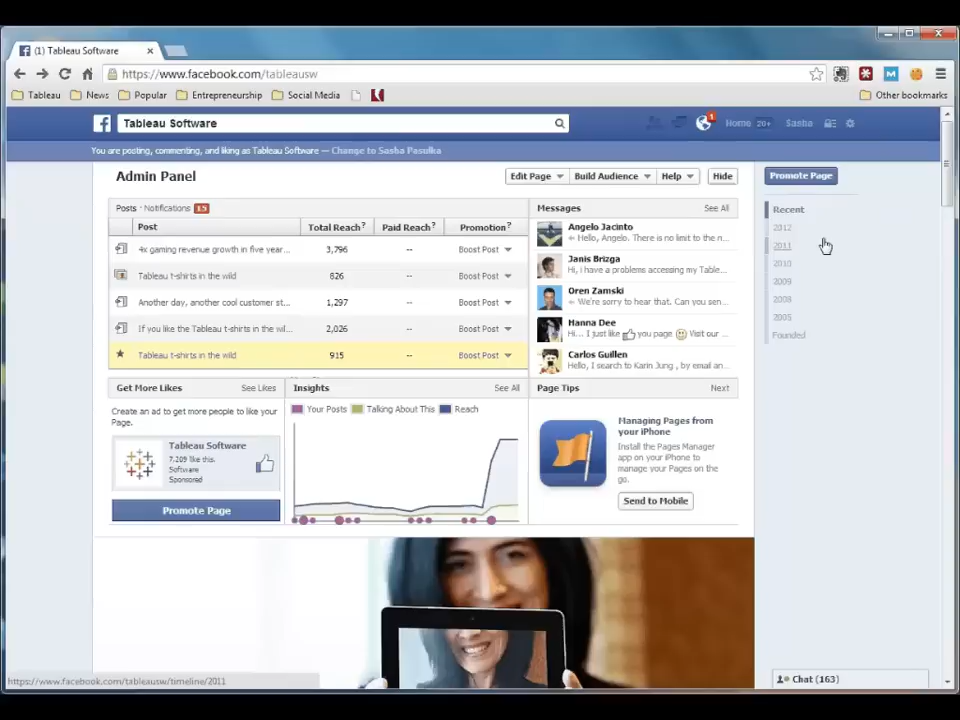 (1) Tableau Software
https://www.facebook.com/tableausw
Tableau
News
Popular
Entrepreneurship
Social Media
Other bookmarks
Tableau Software
1
Home 20+
Sasha
You are posting, commenting, and liking as Tableau Software — Change to Sasha Pasulka
Admin Panel
Edit Page
Build Audience
Help
Hide
Promote Page
Posts · Notifications 15
Post
Total Reach?
Paid Reach?
Promotion?
4x gaming revenue growth in five year...
3,796
--
Boost Post
Tableau t-shirts in the wild
826
--
Boost Post
Another day, another cool customer st...
1,297
--
Boost Post
If you like the Tableau t-shirts in the wil...
2,026
--
Boost Post
Tableau t-shirts in the wild
915
--
Boost Post
Messages
See All
Angelo Jacinto
Hello, Angelo. There is no limit to the n...
Janis Brizga
Hi, i have a problems accessing my Table...
Oren Zamski
We're sorry to hear that. Can you sen...
Hanna Dee
Hi... I just like you page Visit our ...
Carlos Guillen
Hello, I search to Karin Jung , by email an...
Recent
2012
2011
2010
2009
2008
2005
Founded
Get More Likes
See Likes
Create an ad to get more people to like your
Page.
Tableau Software
7,209 like this.
Software
Sponsored
Promote Page
Insights
See All
Your Posts
Talking About This
Reach
Page Tips
Next
Managing Pages from
your iPhone
Install the Pages Manager
app on your iPhone to
manage your Pages on the
go.
Send to Mobile
https://www.facebook.com/tableausw/timeline/2011
Chat (163)